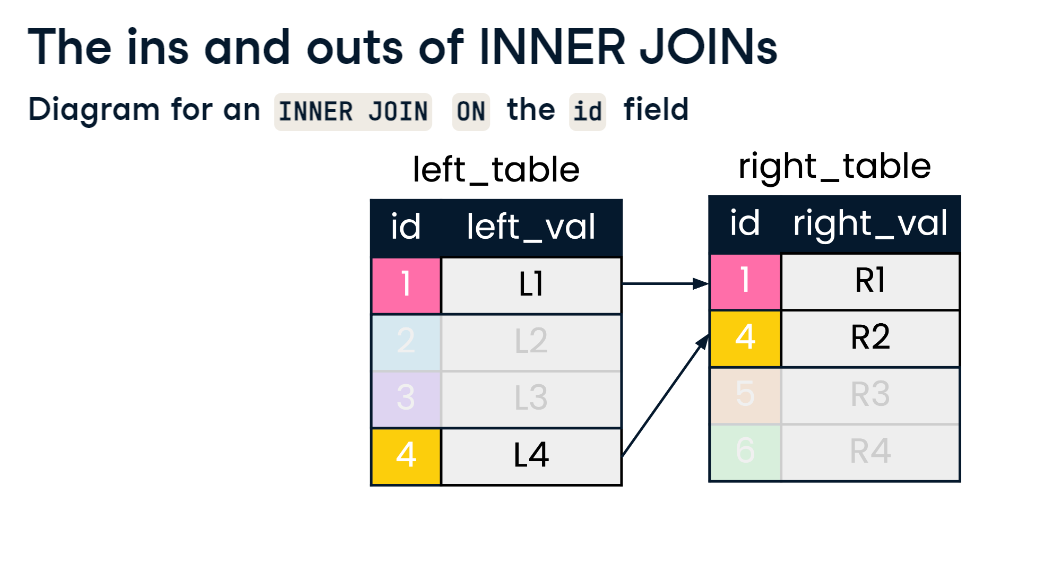 The ins and outs of INNER JOINs
Diagram for an INNER JOIN ON the id field
left_table
id left_val
1 L1
2 L2
3 L3
4 L4
right_table
id right_val
1 R1
4 R2
5 R3
6 R4